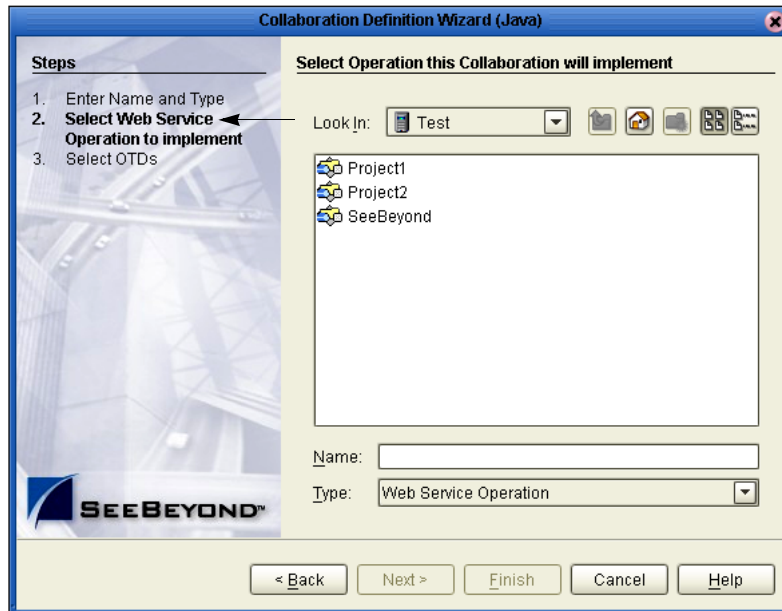 Collaboration Definition Wizard (Java)
Steps
1. Enter Name and Type
2. Select Web Service
Operation to implement
3. Select OTDs
SEEBEYOND™
Select Operation this Collaboration will implement
Look In: Test
Project1
Project2
SeeBeyond
Name:
Type: Web Service Operation
< Back Next > Finish Cancel Help